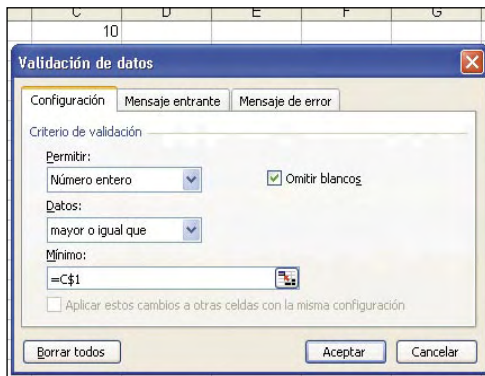 C D E F G
10
Validación de datos
Configuración Mensaje entrante Mensaje de error
Criterio de validación
Permitir:
Número entero Omitir blancos
Datos:
mayor o igual que
Mínimo:
=C$1
Aplicar estos cambios a otras celdas con la misma configuración
Borrar todos Aceptar Cancelar